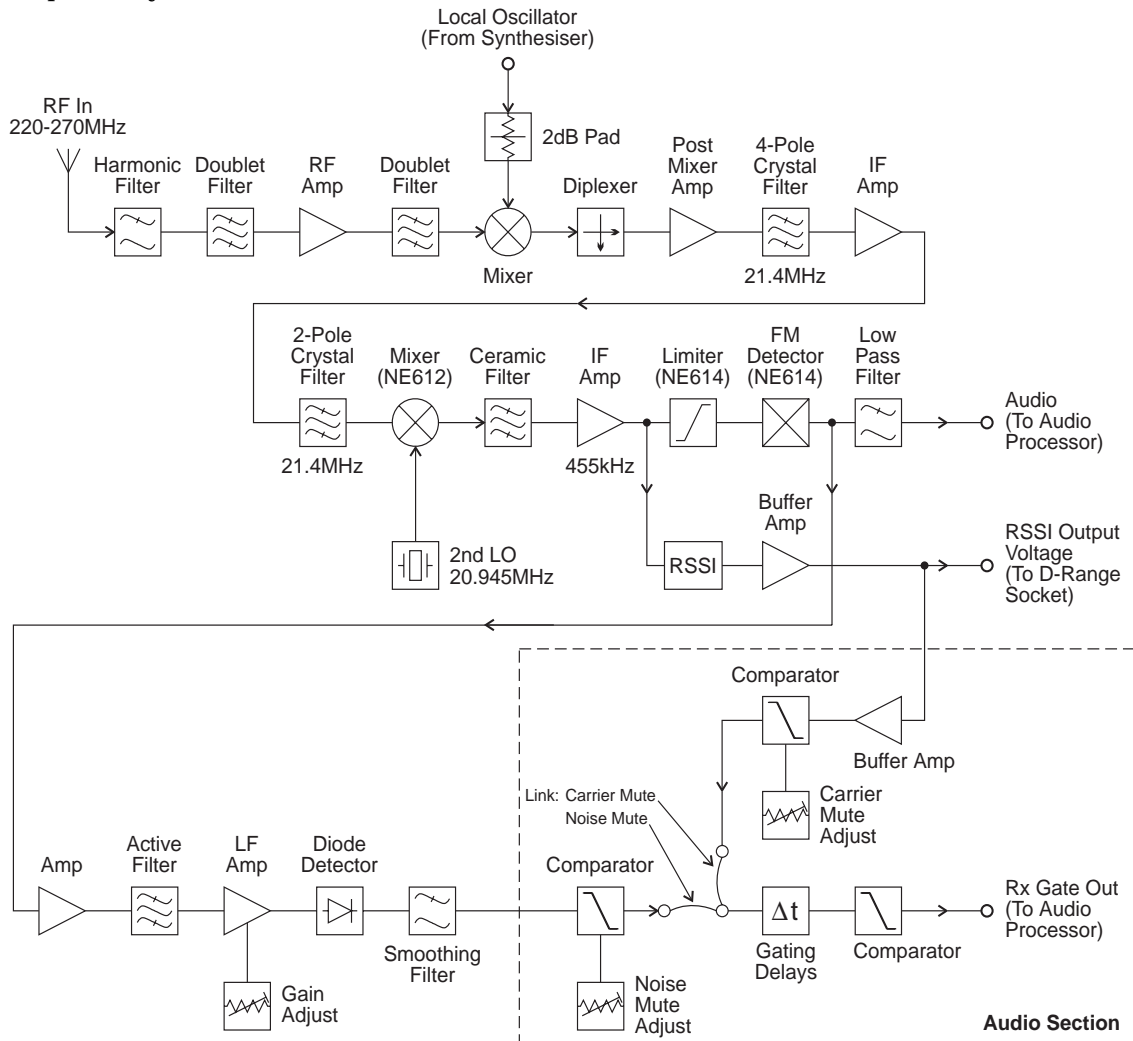 Local Oscillator
(From Synthesiser)
RF In
220-270MHz
2dB Pad
Harmonic
Filter
Doublet
Filter
RF
Amp
Doublet
Filter
Mixer
Diplexer
Post
Mixer
Amp
4-Pole
Crystal
Filter
21.4MHz
IF
Amp
2-Pole
Crystal
Filter
21.4MHz
Mixer
(NE612)
Ceramic
Filter
IF
Amp
455kHz
Limiter
(NE614)
FM
Detector
(NE614)
Low
Pass
Filter
Audio
(To Audio
Processor)
2nd LO
20.945MHz
RSSI
Buffer
Amp
RSSI Output
Voltage
(To D-Range
Socket)
Comparator
Buffer Amp
Carrier
Mute
Adjust
Link: Carrier Mute
Noise Mute
Amp
Active
Filter
LF
Amp
Gain
Adjust
Diode
Detector
Smoothing
Filter
Comparator
Noise
Mute
Adjust
Δt
Gating
Delays
Comparator
Rx Gate Out
(To Audio
Processor)
Audio Section